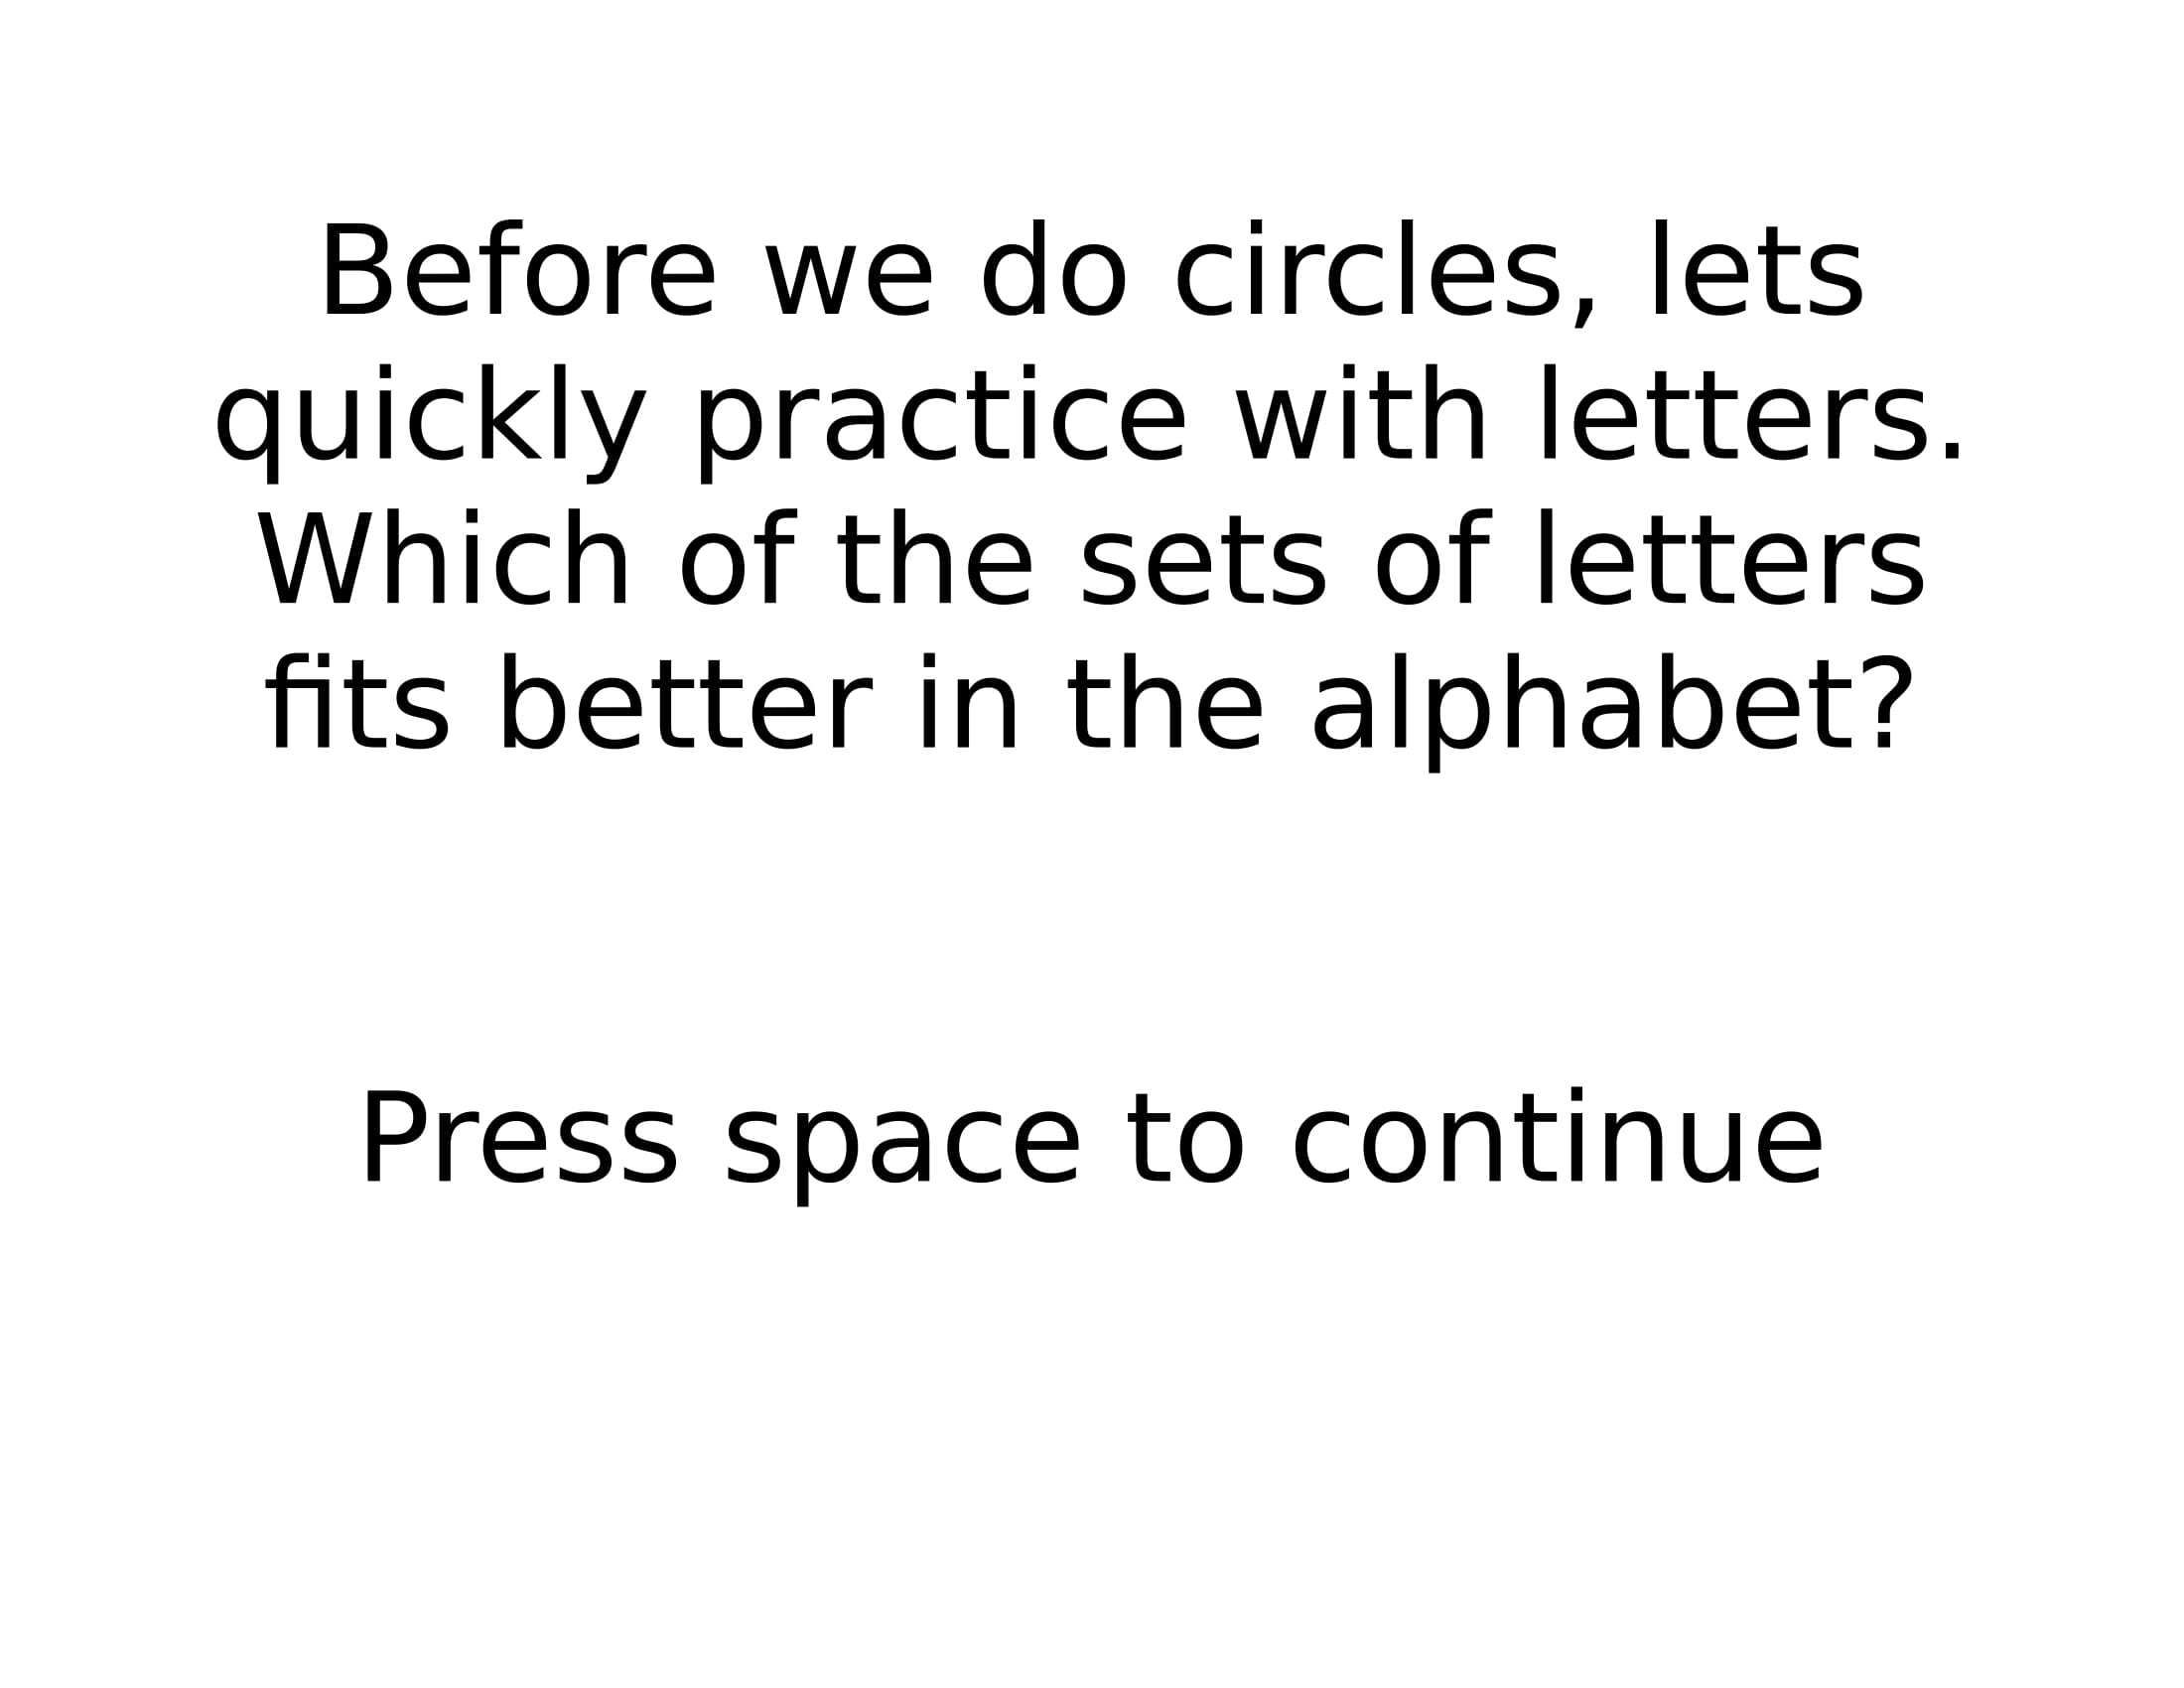 Before we do circles, lets
quickly practice with letters.
Which of the sets of letters
fits better in the alphabet?
Press space to continue